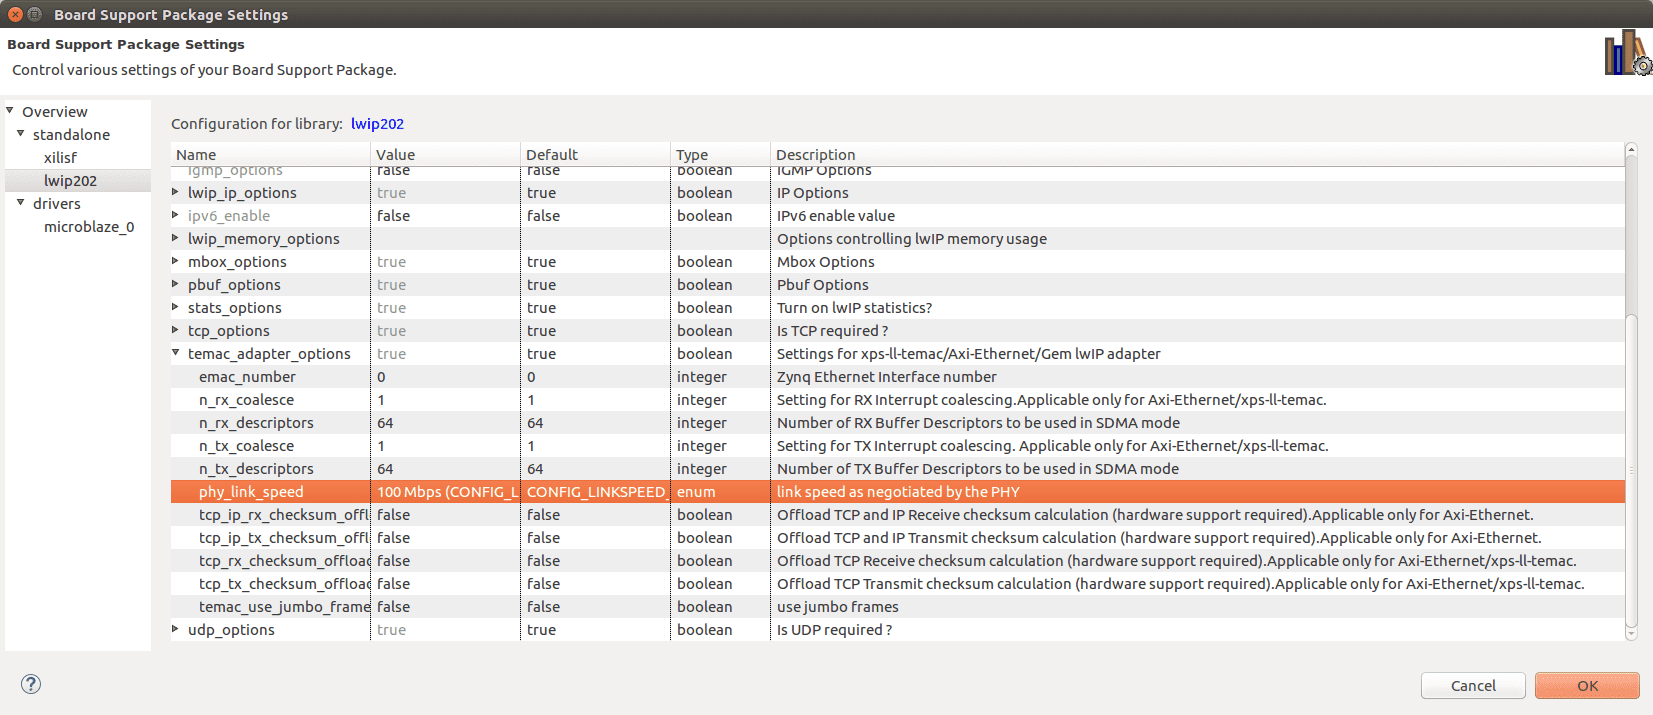 Board Support Package Settings
Board Support Package Settings
Control various settings of your Board Support Package.
Overview
standalone
xilisf
lwip202
drivers
microblaze_0
Configuration for library: lwip202
Name Value Default Type Description
igmp_options false false boolean IGMP Options
lwip_ip_options true true boolean IP Options
ipv6_enable false false boolean IPv6 enable value
lwip_memory_options Options controlling lwIP memory usage
mbox_options true true boolean Mbox Options
pbuf_options true true boolean Pbuf Options
stats_options true true boolean Turn on lwIP statistics?
tcp_options true true boolean Is TCP required ?
temac_adapter_options true true boolean Settings for xps-ll-temac/Axi-Ethernet/Gem lwIP adapter
emac_number 0 0 integer Zynq Ethernet Interface number
n_rx_coalesce 1 1 integer Setting for RX Interrupt coalescing.Applicable only for Axi-Ethernet/xps-ll-temac.
n_rx_descriptors 64 64 integer Number of RX Buffer Descriptors to be used in SDMA mode
n_tx_coalesce 1 1 integer Setting for TX Interrupt coalescing. Applicable only for Axi-Ethernet/xps-ll-temac.
n_tx_descriptors 64 64 integer Number of TX Buffer Descriptors to be used in SDMA mode
phy_link_speed 100 Mbps (CONFIG_L CONFIG_LINKSPEED_ enum link speed as negotiated by the PHY
tcp_ip_rx_checksum_offl false false boolean Offload TCP and IP Receive checksum calculation (hardware support required).Applicable only for Axi-Ethernet.
tcp_ip_tx_checksum_offl false false boolean Offload TCP and IP Transmit checksum calculation (hardware support required).Applicable only for Axi-Ethernet.
tcp_rx_checksum_offload false false boolean Offload TCP Receive checksum calculation (hardware support required).Applicable only for Axi-Ethernet/xps-ll-temac.
tcp_tx_checksum_offload false false boolean Offload TCP Transmit checksum calculation (hardware support required).Applicable only for Axi-Ethernet/xps-ll-temac.
temac_use_jumbo_frame false false boolean use jumbo frames
udp_options true true boolean Is UDP required ?
?
Cancel OK